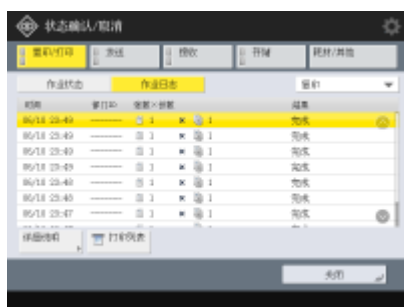 状态确认/取消
复印/打印 发送 接收 存储 耗材/其他
作业状态 作业日志 复印
时间 部门ID 张数×份数 结果
06/18 23:49 -------- 1 × 1 完成
06/18 23:49 -------- 1 × 1 完成
06/18 23:49 -------- 1 × 1 完成
06/18 23:49 -------- 1 × 1 完成
06/18 23:48 -------- 1 × 1 完成
06/18 23:48 -------- 1 × 1 完成
06/18 23:47 -------- 1 × 1 完成
详细说明 打印列表
关闭